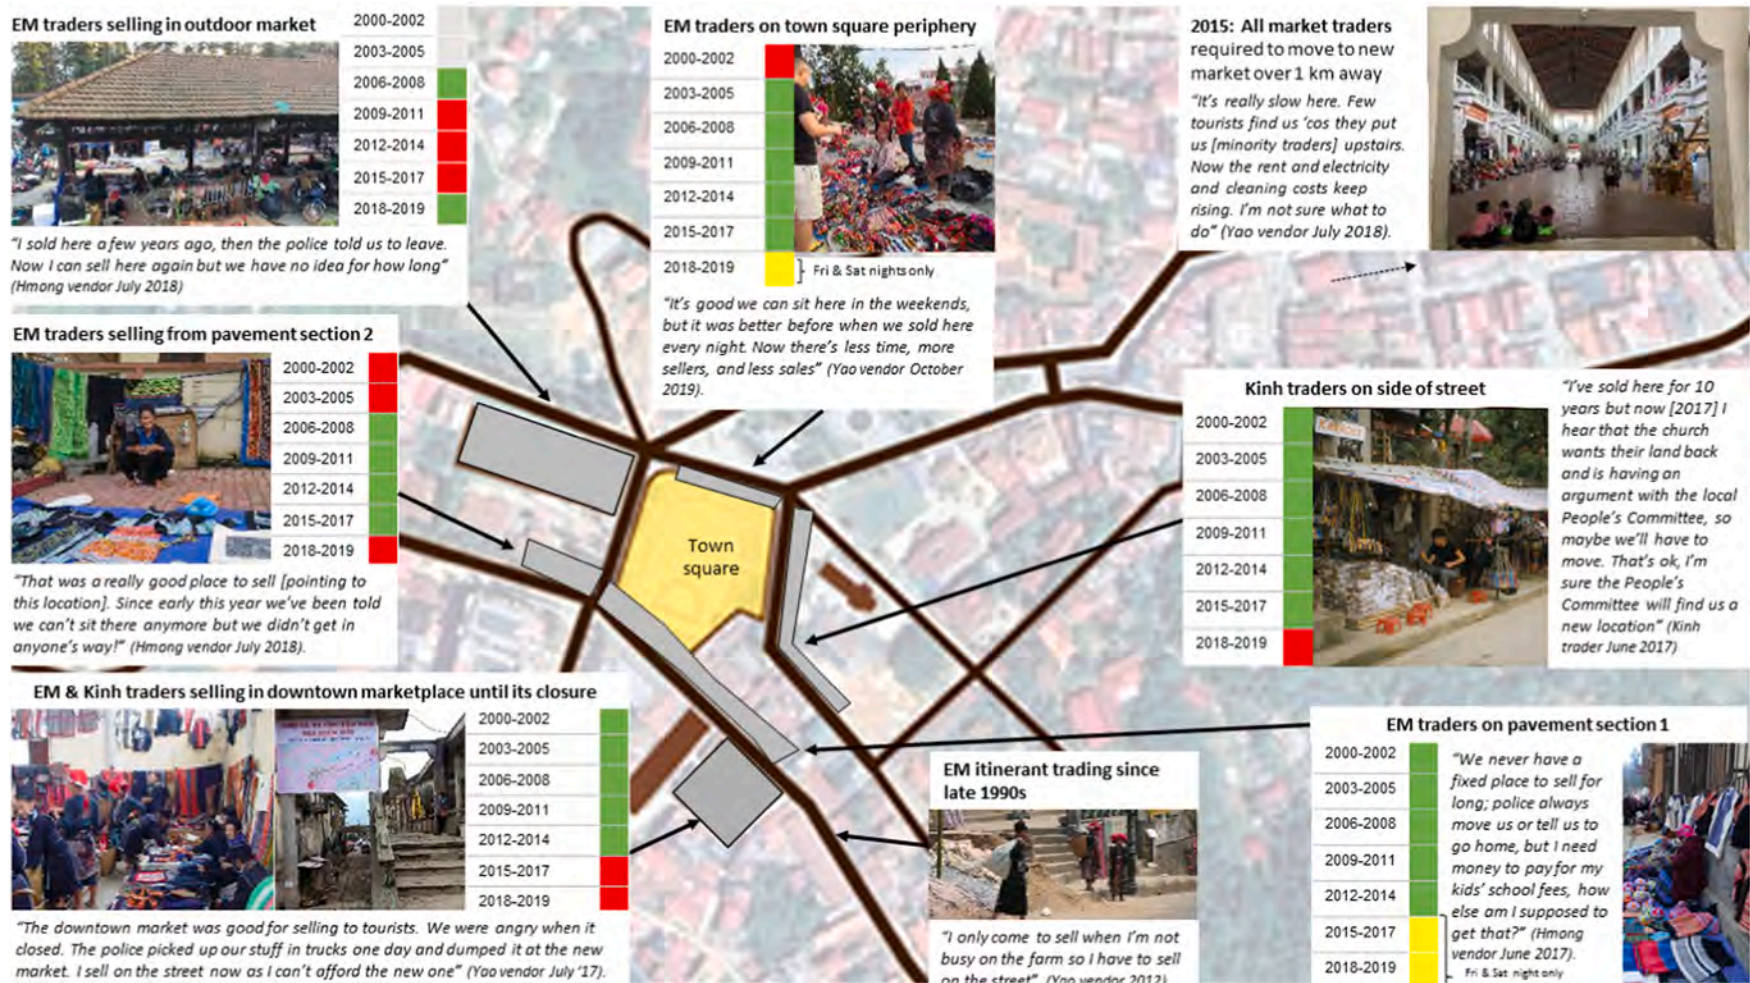 EM traders selling in outdoor market
2000-2002
2003-2005
2006-2008
2009-2011
2012-2014
2015-2017
2018-2019
"I sold here a few years ago, then the police told us to leave.
Now I can sell here again but we have no idea for how long"
(Hmong vendor July 2018)
EM traders on town square periphery
2000-2002
2003-2005
2006-2008
2009-2011
2012-2014
2015-2017
2018-2019
Fri & Sat nights only
"It's good we can sit here in the weekends,
but it was better before when we sold here
every night. Now there's less time, more
sellers, and less sales" (Yao vendor October
2019).
2015: All market traders
required to move to new
market over 1 km away
"It's really slow here. Few
tourists find us 'cos they put
us [minority traders] upstairs.
Now the rent and electricity
and cleaning costs keep
rising. I'm not sure what to
do" (Yao vendor July 2018).
EM traders selling from pavement section 2
2000-2002
2003-2005
2006-2008
2009-2011
2012-2014
2015-2017
2018-2019
"That was a really good place to sell [pointing to
this location]. Since early this year we've been told
we can't sit there anymore but we didn't get in
anyone's way!" (Hmong vendor July 2018).
Town
square
Kinh traders on side of street
2000-2002
2003-2005
2006-2008
2009-2011
2012-2014
2015-2017
2018-2019
"I've sold here for 10
years but now [2017] I
hear that the church
wants their land back
and is having an
argument with the local
People's Committee, so
maybe we'll have to
move. That's ok, I'm
sure the People's
Committee will find us a
new location" (Kinh
trader June 2017)
EM & Kinh traders selling in downtown marketplace until its closure
2000-2002
2003-2005
2006-2008
2009-2011
2012-2014
2015-2017
2018-2019
"The downtown market was good for selling to tourists. We were angry when it
closed. The police picked up our stuff in trucks one day and dumped it at the new
market. I sell on the street now as I can't afford the new one" (Yao vendor July '17).
EM itinerant trading since
late 1990s
"I only come to sell when I'm not
busy on the farm so I have to sell
on the street" (Yao vendor 2012)
EM traders on pavement section 1
2000-2002
2003-2005
2006-2008
2009-2011
2012-2014
2015-2017
2018-2019
"We never have a
fixed place to sell for
long; police always
move us or tell us to
go home, but I need
money to pay for my
kids' school fees, how
else am I supposed to
get that?" (Hmong
vendor June 2017).
Fri & Sat night only